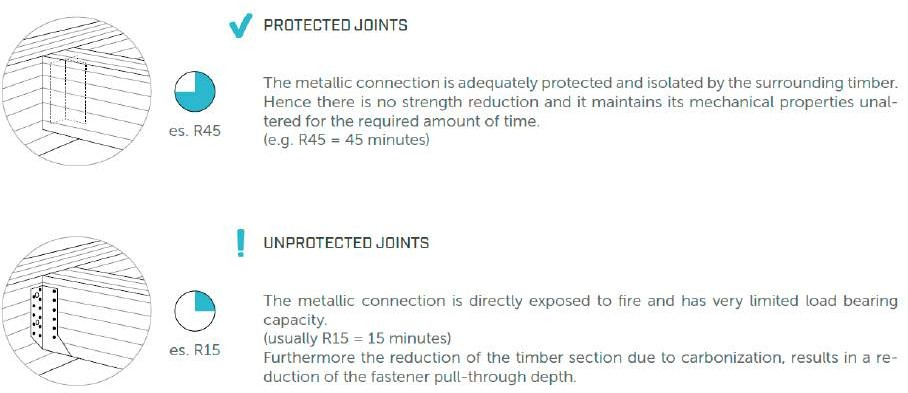 PROTECTED JOINTS
The metallic connection is adequately protected and isolated by the surrounding timber.
Hence there is no strength reduction and it maintains its mechanical properties unal-
tered for the required amount of time.
(e.g. R45 = 45 minutes)
es. R45
UNPROTECTED JOINTS
The metallic connection is directly exposed to fire and has very limited load bearing
capacity.
(usually R15 = 15 minutes)
Furthermore the reduction of the timber section due to carbonization, results in a re-
duction of the fastener pull-through depth.
es. R15